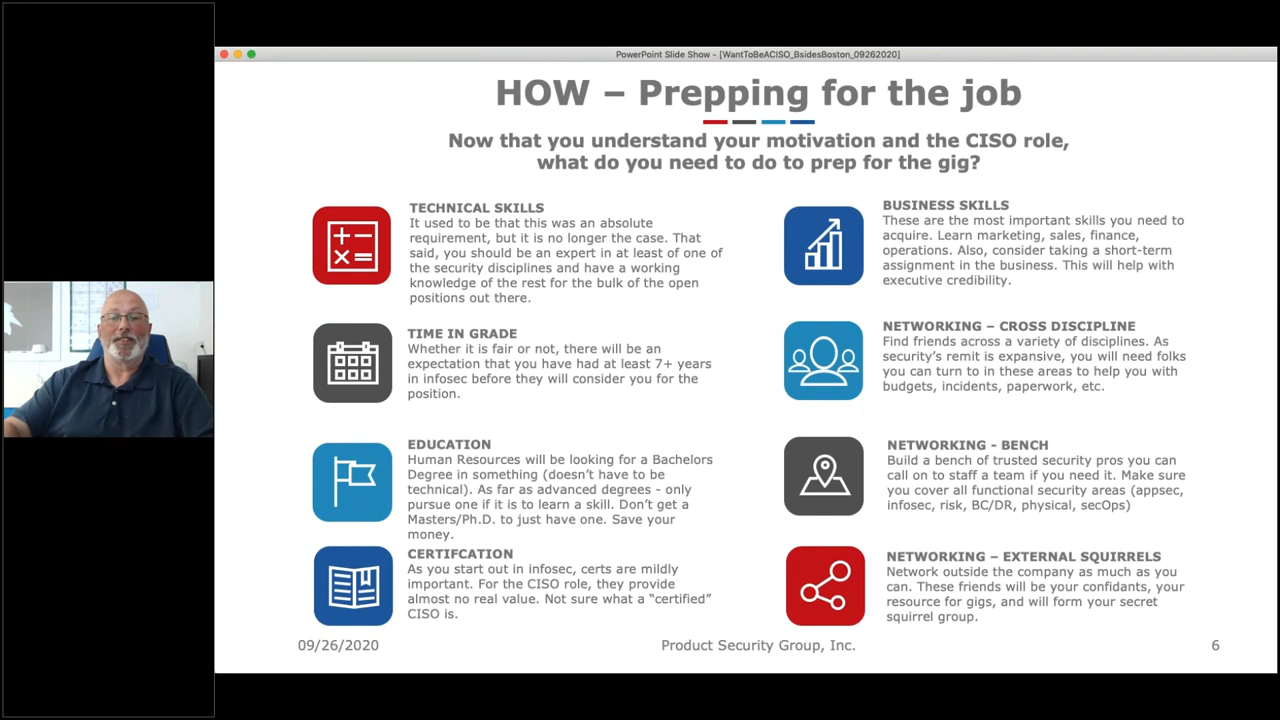 PowerPoint Slide Show - [WantToBeACISO_BsidesBoston_09262020]
HOW – Prepping for the job
Now that you understand your motivation and the CISO role,
what do you need to do to prep for the gig?
TECHNICAL SKILLS
It used to be that this was an absolute
requirement, but it is no longer the case. That
said, you should be an expert in at least of one of
the security disciplines and have a working
knowledge of the rest for the bulk of the open
positions out there.
TIME IN GRADE
Whether it is fair or not, there will be an
expectation that you have had at least 7+ years
in infosec before they will consider you for the
position.
EDUCATION
Human Resources will be looking for a Bachelors
Degree in something (doesn't have to be
technical). As far as advanced degrees - only
pursue one if it is to learn a skill. Don't get a
Masters/Ph.D. to just have one. Save your
money.
CERTIFCATION
As you start out in infosec, certs are mildly
important. For the CISO role, they provide
almost no real value. Not sure what a "certified"
CISO is.
BUSINESS SKILLS
These are the most important skills you need to
acquire. Learn marketing, sales, finance,
operations. Also, consider taking a short-term
assignment in the business. This will help with
executive credibility.
NETWORKING – CROSS DISCIPLINE
Find friends across a variety of disciplines. As
security's remit is expansive, you will need folks
you can turn to in these areas to help you with
budgets, incidents, paperwork, etc.
NETWORKING - BENCH
Build a bench of trusted security pros you can
call on to staff a team if you need it. Make sure
you cover all functional security areas (appsec,
infosec, risk, BC/DR, physical, secOps)
NETWORKING – EXTERNAL SQUIRRELS
Network outside the company as much as you
can. These friends will be your confidants, your
resource for gigs, and will form your secret
squirrel group.
09/26/2020
Product Security Group, Inc.
6